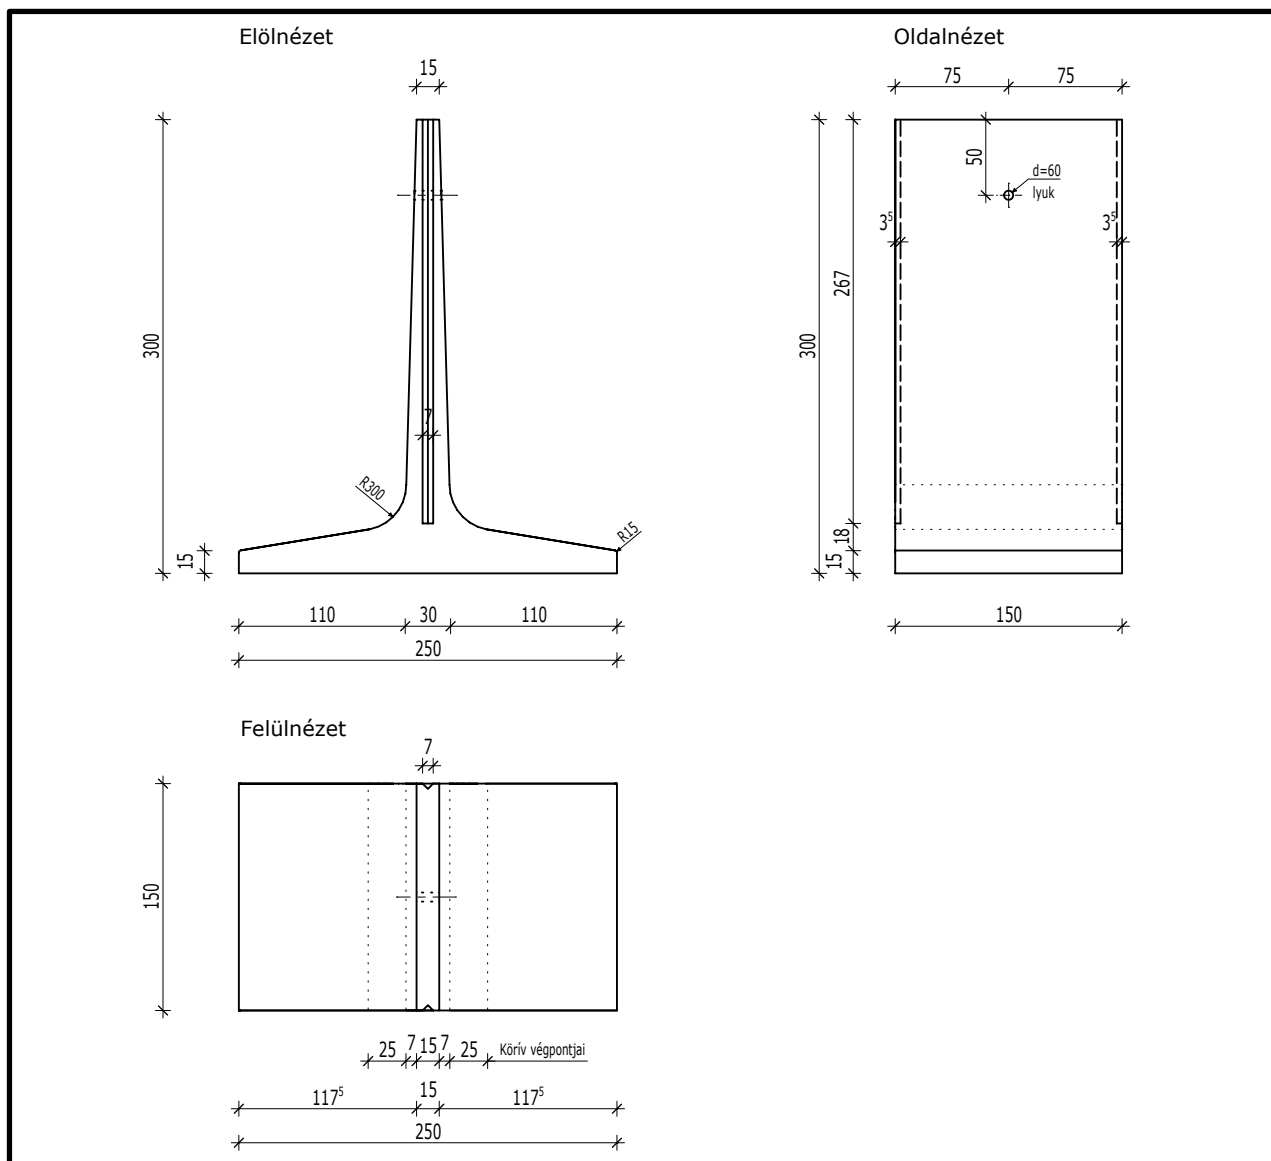 Elölnézet
15
300
7
R300
R15
15
110 30 110
250
Oldalnézet
75 75
50
d=60
lyuk
3⁵ 3⁵
267
300
18
15
150
Felülnézet
7
150
25 7 15 7 25 Körív végpontjai
117⁵ 15 117⁵
250